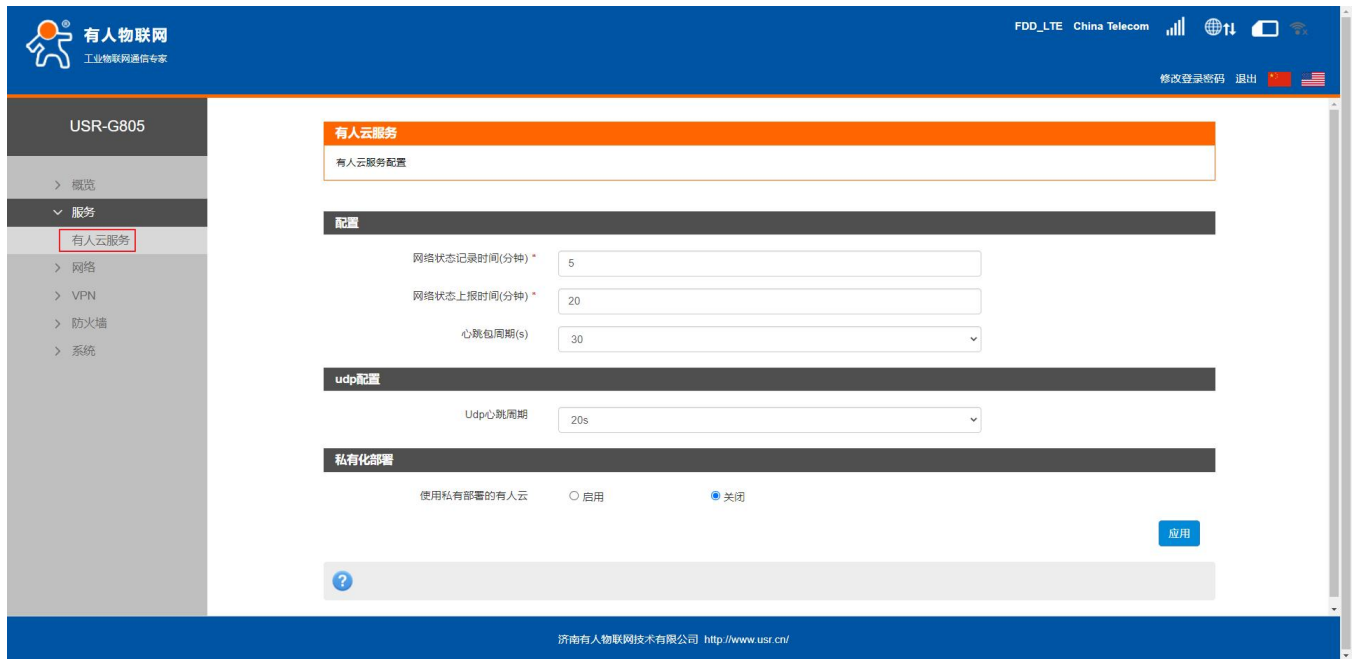 有人物联网
工业物联网通信专家
FDD_LTE China Telecom
修改登录密码 退出
USR-G805
概览
服务
有人云服务
网络
VPN
防火墙
系统
有人云服务
有人云服务配置
配置
网络状态记录时间(分钟) *
5
网络状态上报时间(分钟) *
20
心跳包周期(s)
30
udp配置
Udp心跳周期
20s
私有化部署
使用私有部署的有人云 启用 关闭
应用
济南有人物联网技术有限公司 http://www.usr.cn/